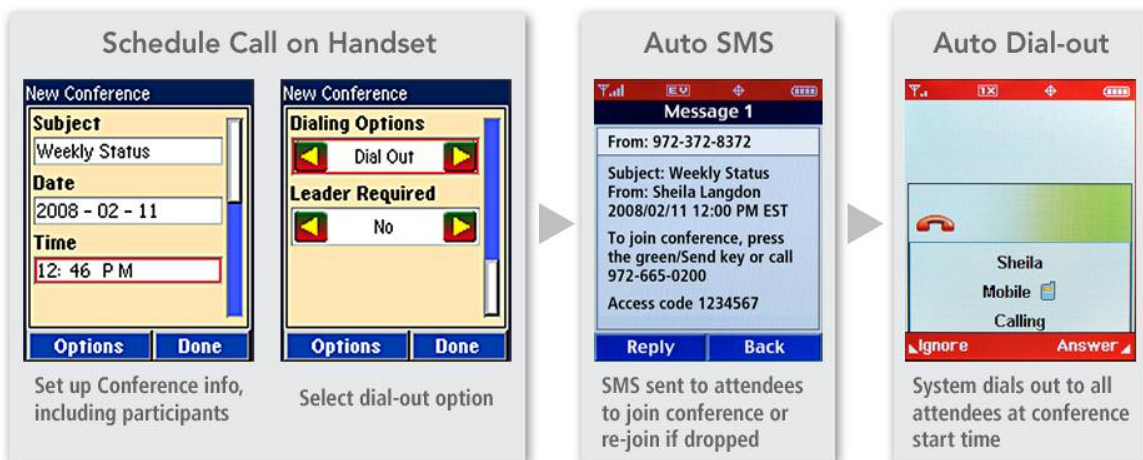 Schedule Call on Handset
New Conference
Subject
Weekly Status
Date
2008 - 02 - 11
Time
12: 46 PM
Options Done
Set up Conference info,
including participants
New Conference
Dialing Options
Dial Out
Leader Required
No
Options Done
Select dial-out option
Auto SMS
EV
Message 1
From: 972-372-8372
Subject: Weekly Status
From: Sheila
Langdon
2008/02/11 12:00 PM EST
To join conference, press
the green/Send key or call
972-665-0200
Access code 1234567
Reply Back
SMS sent to attendees
to join conference or
re-join if dropped
Auto Dial-out
1X
Sheila
Mobile
Calling
Ignore Answer
System dials out to all
attendees at conference
start time